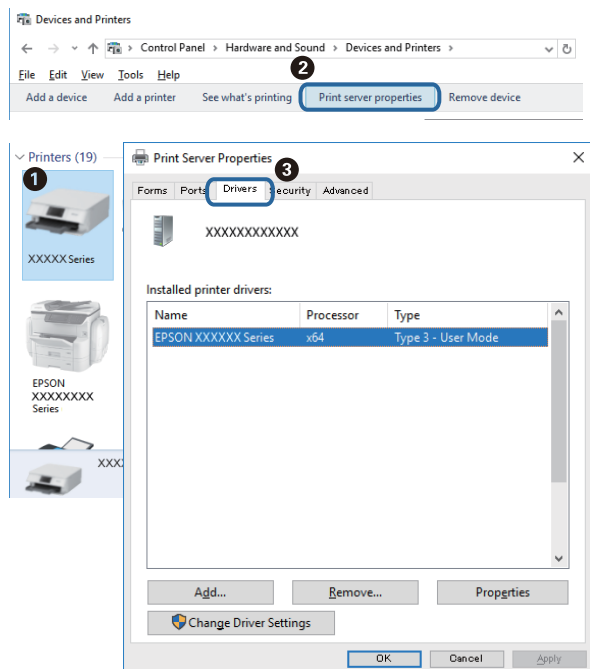 Devices and Printers
Control Panel > Hardware and Sound > Devices and Printers >
2
File Edit View Tools Help
Add a device Add a printer See what's printing Print server properties Remove device
Printers (19)
1
XXXXX Series
EPSON
XXXXXXXX
Series
XXX
Print Server Properties
3
Forms Ports Drivers Security Advanced
XXXXXXXXXXXX
Installed printer drivers:
Name Processor Type
EPSON XXXXXX Series x64 Type 3 - User Mode
Add... Remove... Properties
Change Driver Settings
OK Cancel Apply